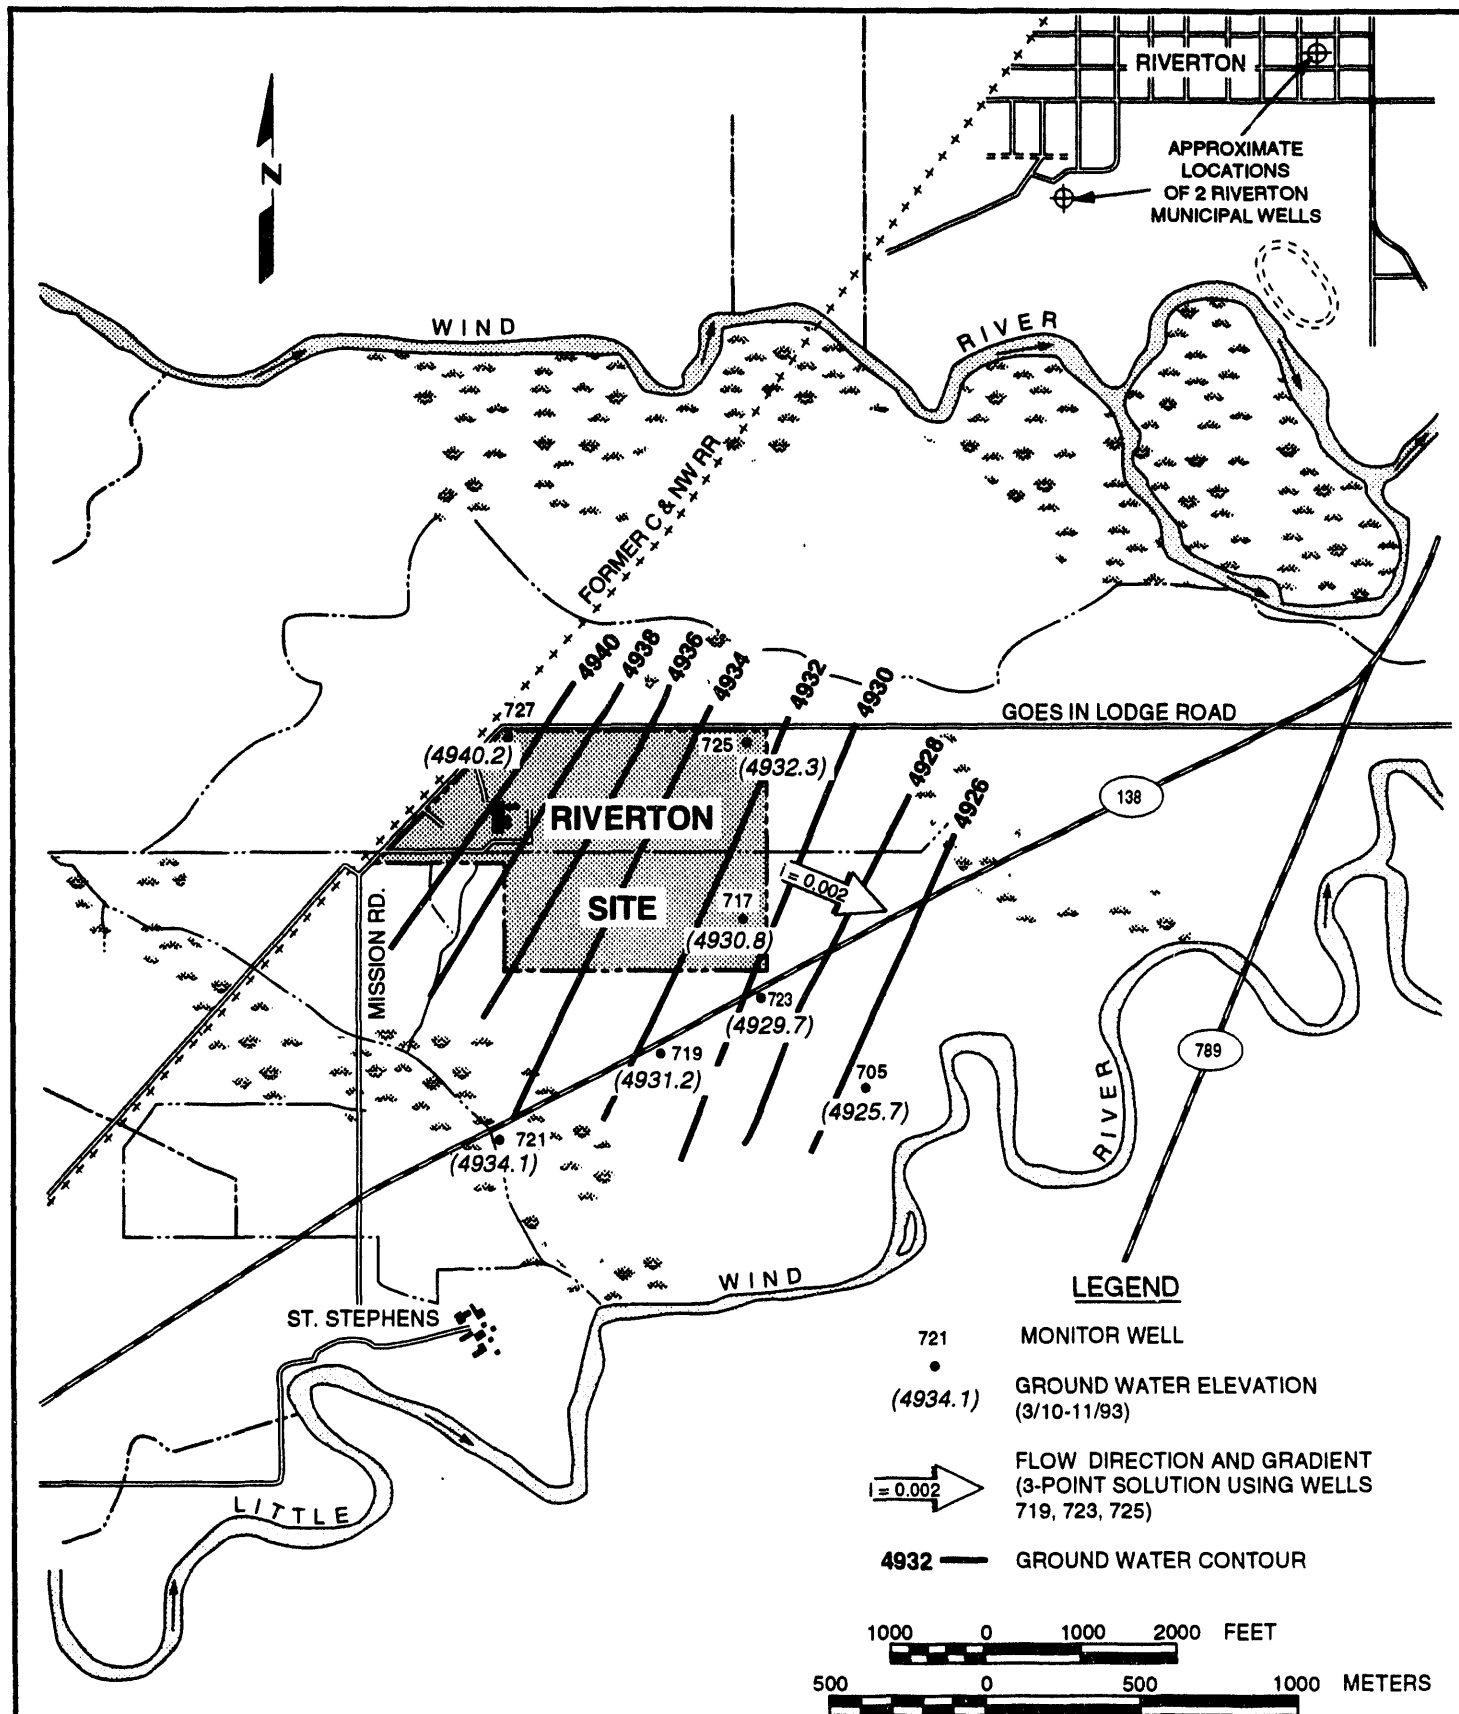 RIVERTON
APPROXIMATE
LOCATIONS
OF 2 RIVERTON
MUNICIPAL WELLS
N
WIND
RIVER
FORMER C & NW RR
4940
4938
4936
4934
4932
4930
4928
4926
GOES IN LODGE ROAD
727
(4940.2)
725
(4932.3)
138
RIVERTON
SITE
I = 0.002
717
(4930.8)
MISSION RD.
723
(4929.7)
719
(4931.2)
705
(4925.7)
721
(4934.1)
789
RIVER
WIND
LITTLE
ST. STEPHENS
LEGEND
721 MONITOR WELL
(4934.1) GROUND WATER ELEVATION
(3/10-11/93)
I = 0.002
FLOW DIRECTION AND GRADIENT
(3-POINT SOLUTION USING WELLS
719, 723, 725)
4932 GROUND WATER CONTOUR
1000 0 1000 2000 FEET
500 0 500 1000 METERS